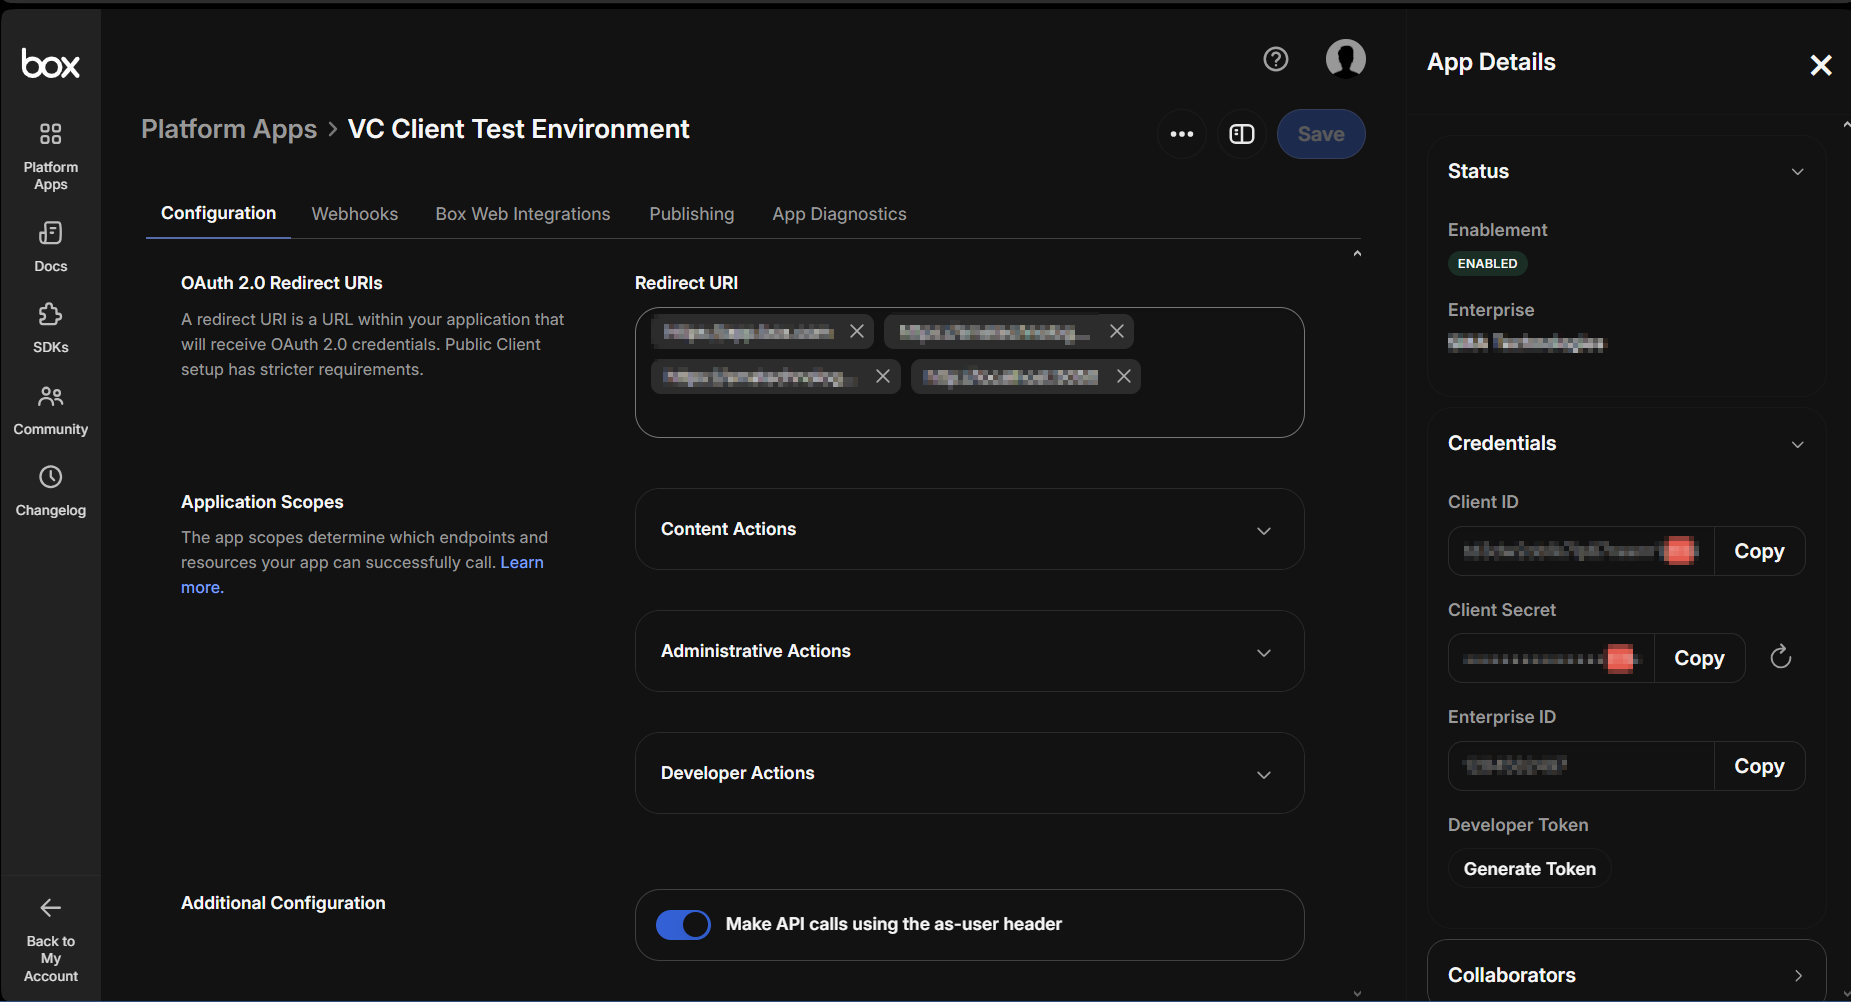 box
Platform
Apps
Docs
SDKs
Community
Changelog
Back to
My
Account
Platform Apps > VC Client Test Environment
Save
Configuration
Webhooks
Box Web Integrations
Publishing
App Diagnostics
OAuth 2.0 Redirect URIs
A redirect URI is a URL within your application that
will receive OAuth 2.0 credentials. Public Client
setup has stricter requirements.
Redirect URI
Application Scopes
The app scopes determine which endpoints and
resources your app can successfully call. Learn
more.
Content Actions
Administrative Actions
Developer Actions
Additional Configuration
Make API calls using the as-user header
App Details
Status
Enablement
ENABLED
Enterprise
Credentials
Client ID
Copy
Client Secret
Copy
Enterprise ID
Copy
Developer Token
Generate Token
Collaborators